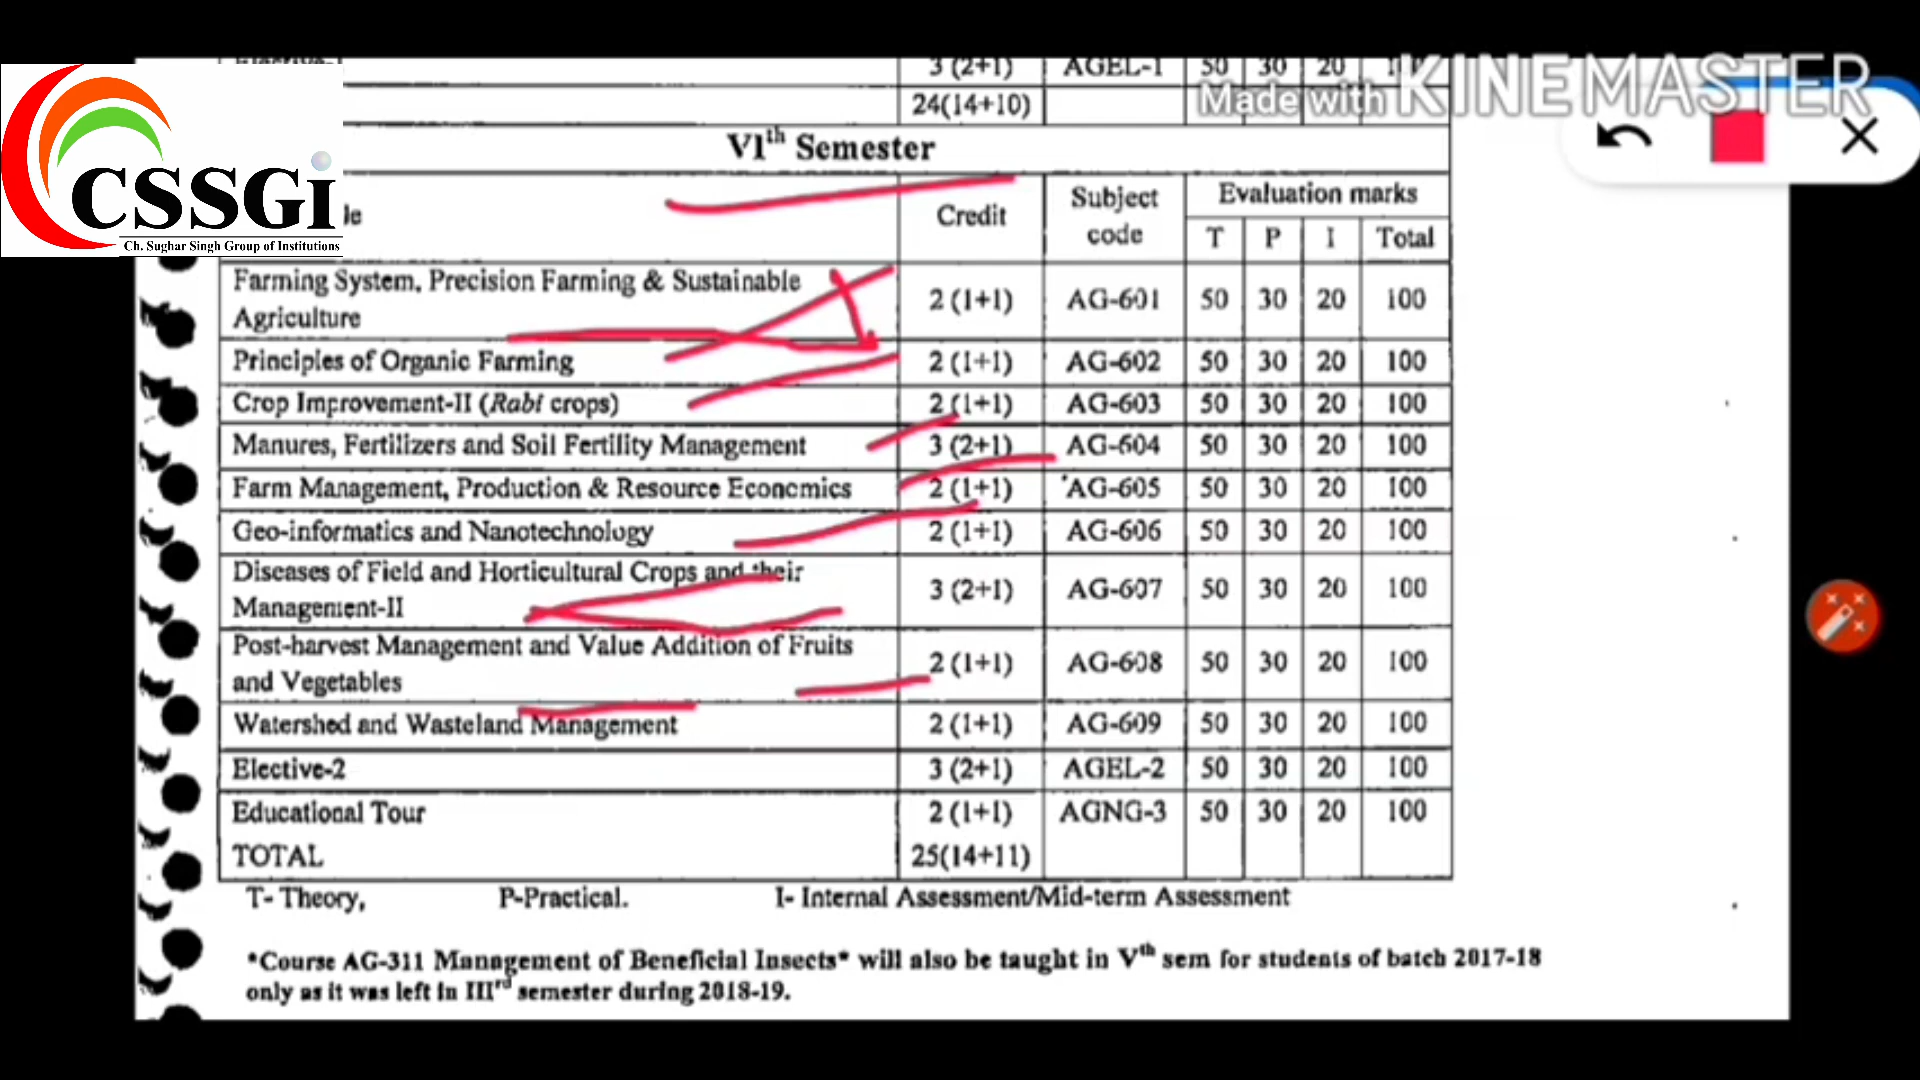 3 (2+1) AGEL-1 50 30 20
24(14+10)
Made with KINEMASTER
CSSGi
Ch. Sughar Singh Group of Institutions
VIth Semester
le Credit Subject code Evaluation marks
T P I Total
Farming System, Precision Farming & Sustainable
Agriculture 2 (1+1) AG-601 50 30 20 100
Principles of Organic Farming 2 (1+1) AG-602 50 30 20 100
Crop Improvement-II (Rabi crops) 2 (1+1) AG-603 50 30 20 100
Manures, Fertilizers and Soil Fertility Management 3 (2+1) AG-604 50 30 20 100
Farm Management, Production & Resource Economics 2 (1+1) AG-605 50 30 20 100
Geo-informatics and Nanotechnology 2 (1+1) AG-606 50 30 20 100
Diseases of Field and Horticultural Crops and their
Management-II 3 (2+1) AG-607 50 30 20 100
Post-harvest Management and Value Addition of Fruits
and Vegetables 2 (1+1) AG-608 50 30 20 100
Watershed and Wasteland Management 2 (1+1) AG-609 50 30 20 100
Elective-2 3 (2+1) AGEL-2 50 30 20 100
Educational Tour 2 (1+1) AGNG-3 50 30 20 100
TOTAL 25(14+11)
T- Theory, P-Practical. I- Internal Assessment/Mid-term Assessment
*Course AG-311 Management of Beneficial Insects* will also be taught in Vth sem for students of batch 2017-18
only as it was left in IIIrd semester during 2018-19.